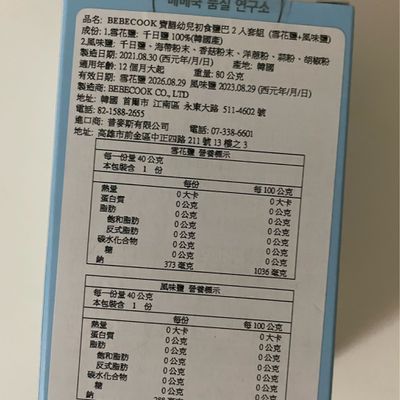 베베쿡 품질 연구소
品名: BEBECOOK 寶膳幼兒初食鹽巴 2 入套組 (雪花鹽+風味鹽)
成份: 1.雪花鹽: 千日鹽 100%(韓國產)
2.風味鹽: 千日鹽、海帶粉末、香菇粉末、洋蔥粉、蒜粉、胡椒粉
製造日期: 2021.08.30 (西元年/月/日) 產地: 韓國
適用年齡: 12 個月大起 重量: 80 公克
有效日期: 雪花鹽 2026.08.29 風味鹽 2023.08.29 (西元年/月/日)
製造商: BEBECOOK CO., LTD
地址: 韓國 首爾市 江南區 永東大路 511-4602 號
電話: 82-1588-2655
進口商: 普麥斯有限公司 電話: 07-338-6601
地址: 高雄市前金區中正四路 211 號 13 樓之 3
雪花鹽 營養標示
每一份量 40 公克
本包裝含 1 份
每份 每 100 公克
熱量 0 大卡 0 大卡
蛋白質 0 公克 0 公克
脂肪 0 公克 0 公克
飽和脂肪 0 公克 0 公克
反式脂肪 0 公克 0 公克
碳水化合物 0 公克 0 公克
糖 0 公克 0 公克
鈉 373 毫克 1036 毫克
風味鹽 營養標示
每一份量 40 公克
本包裝含 1 份
每份 每 100 公克
熱量 0 大卡 0 大卡
蛋白質 0 公克 0 公克
脂肪 0 公克 0 公克
飽和脂肪 0 公克 0 公克
反式脂肪 0 公克 0 公克
碳水化合物 0 公克 0 公克
糖 0 公克 0 公克